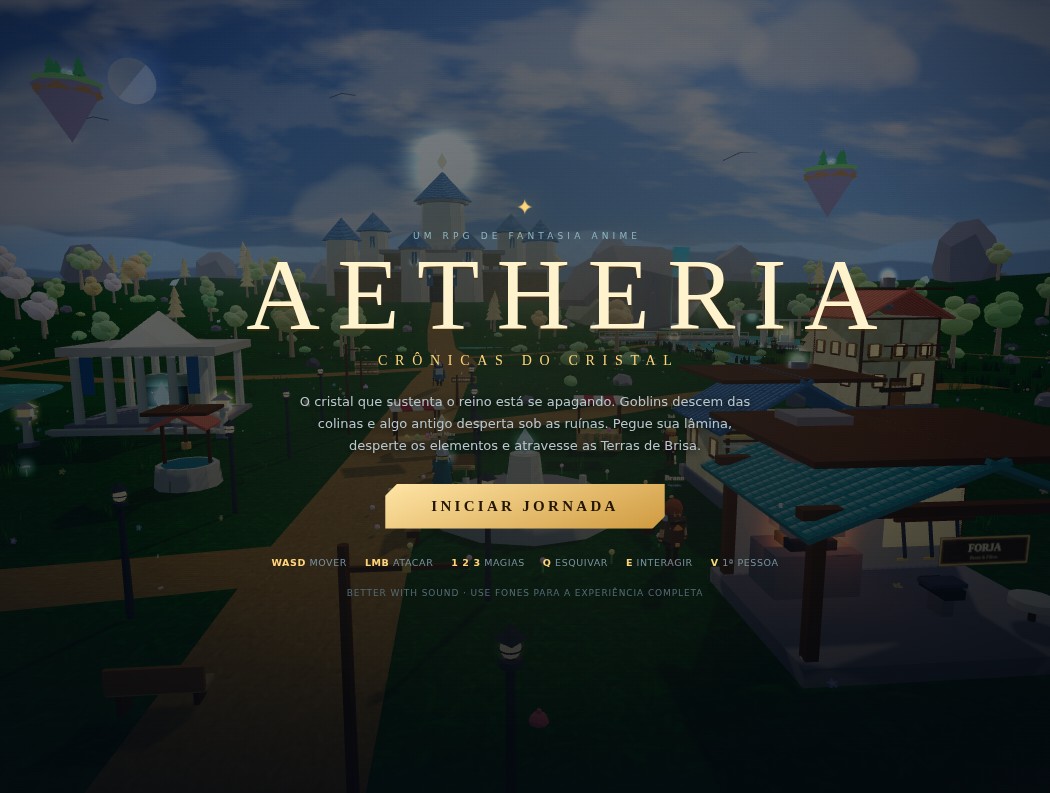 UM RPG DE FANTASIA ANIME
AETHERIA
CRÔNICAS DO CRISTAL
O cristal que sustenta o reino está se apagando. Goblins descem das
colinas e algo antigo desperta sob as ruínas. Pegue sua lâmina,
desperte os elementos e atravesse as Terras de Brisa.
Bruno
INICIAR JORNADA
FORJA
WASD MOVER LMB ATACAR 1 2 3 MAGIAS Q ESQUIVAR E INTERAGIR V 1ª PESSOA
BETTER WITH SOUND · USE FONES PARA A EXPERIÊNCIA COMPLETA